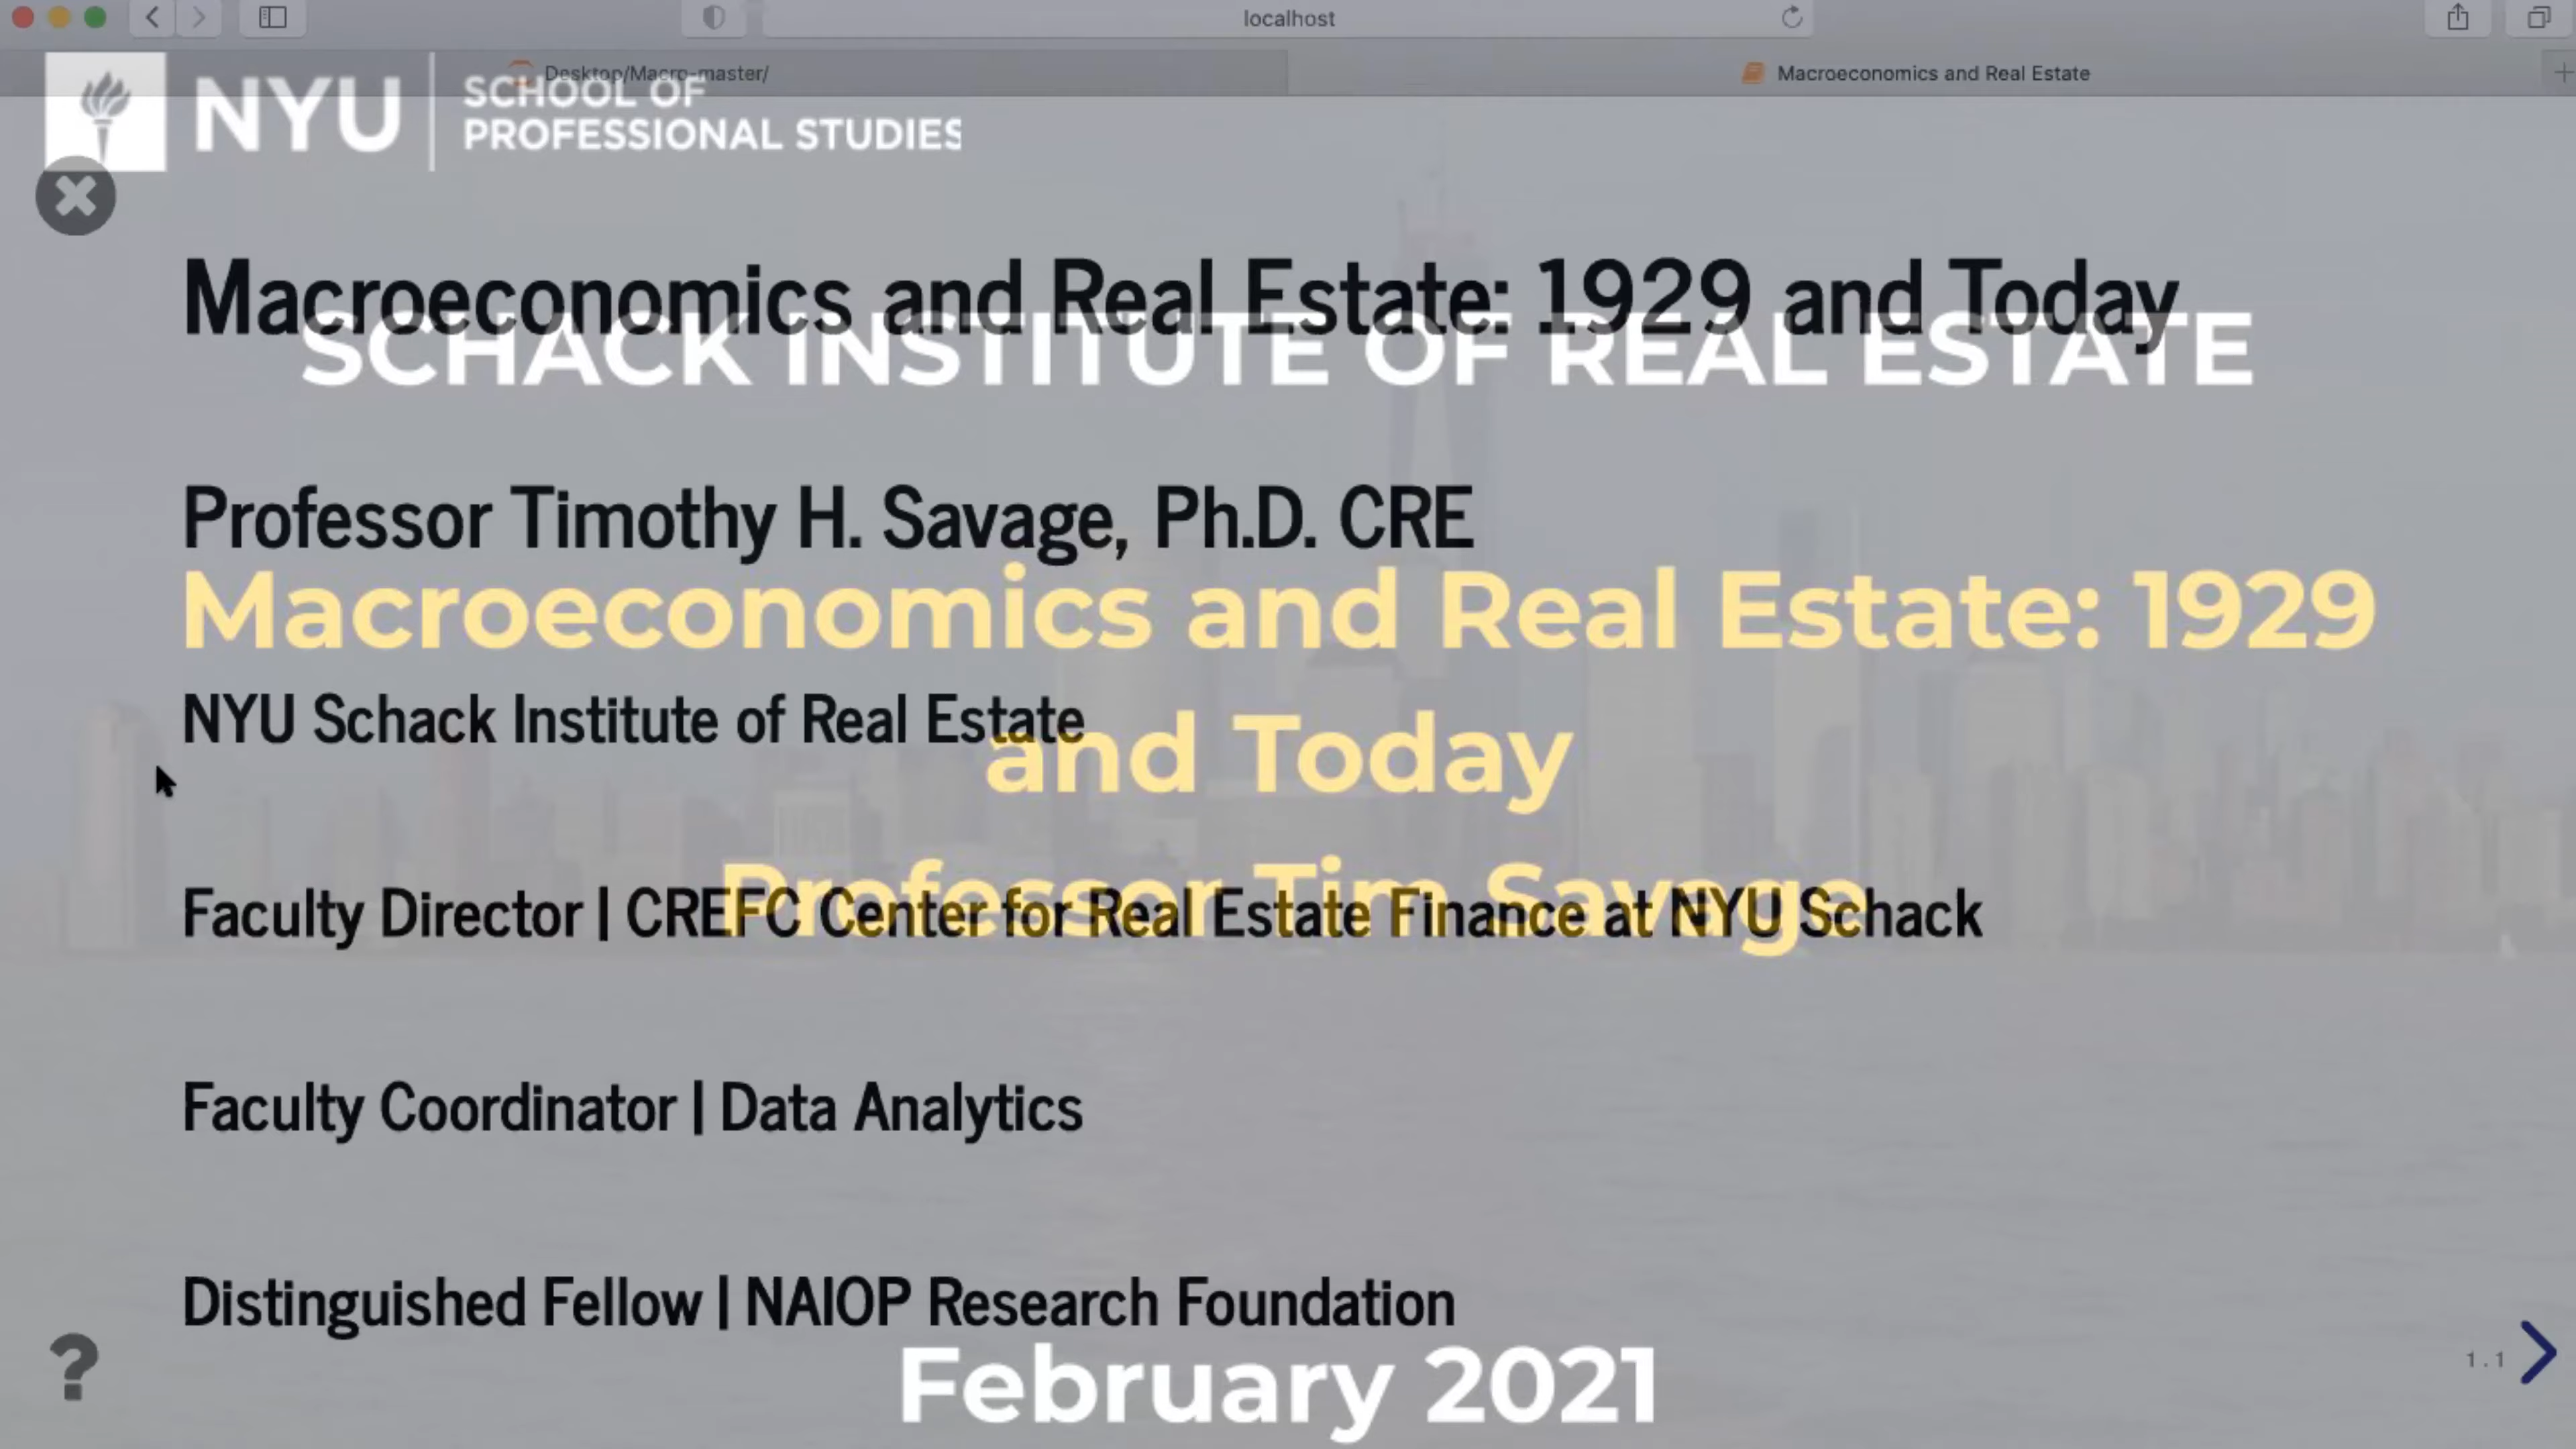 localhost
Desktop/Macro-master/
Macroeconomics and Real Estate
NYU
SCHOOL OF
PROFESSIONAL STUDIES
Macroeconomics and Real Estate: 1929 and Today
SCHACK INSTITUTE OF REAL ESTATE
Professor Timothy H. Savage, Ph.D. CRE
Macroeconomics and Real Estate: 1929
NYU Schack Institute of Real Estate
and Today
Professor Tim Savage
Faculty Director | CREFC Center for Real Estate Finance at NYU Schack
Faculty Coordinator | Data Analytics
Distinguished Fellow | NAIOP Research Foundation
?
1.1
February 2021